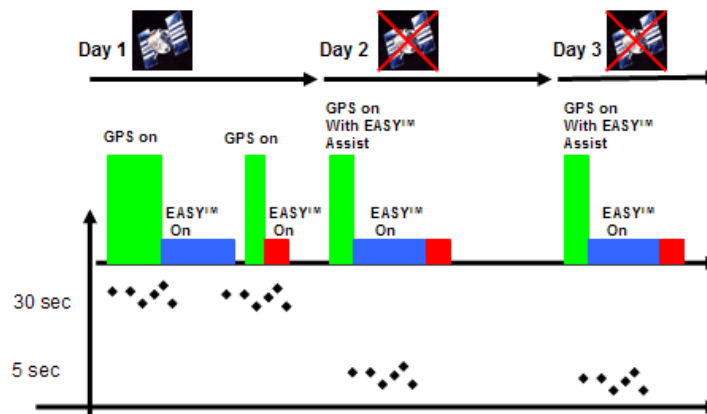 Day 1
Day 2
Day 3
GPS on
GPS on
GPS on
With EASY™
Assist
GPS on
With EASY™
Assist
EASY™
On
EASY™
On
EASY™
On
EASY™
On
30 sec
5 sec